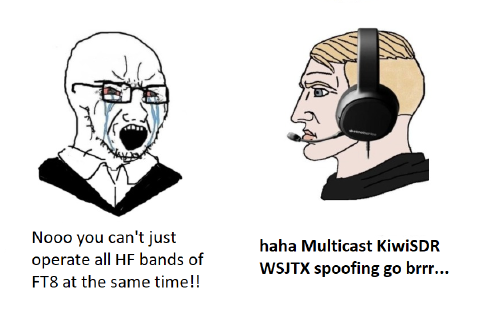 Nooo you can't just
operate all HF bands of
FT8 at the same time!!
haha Multicast KiwiSDR
WSJTX spoofing go brrr...